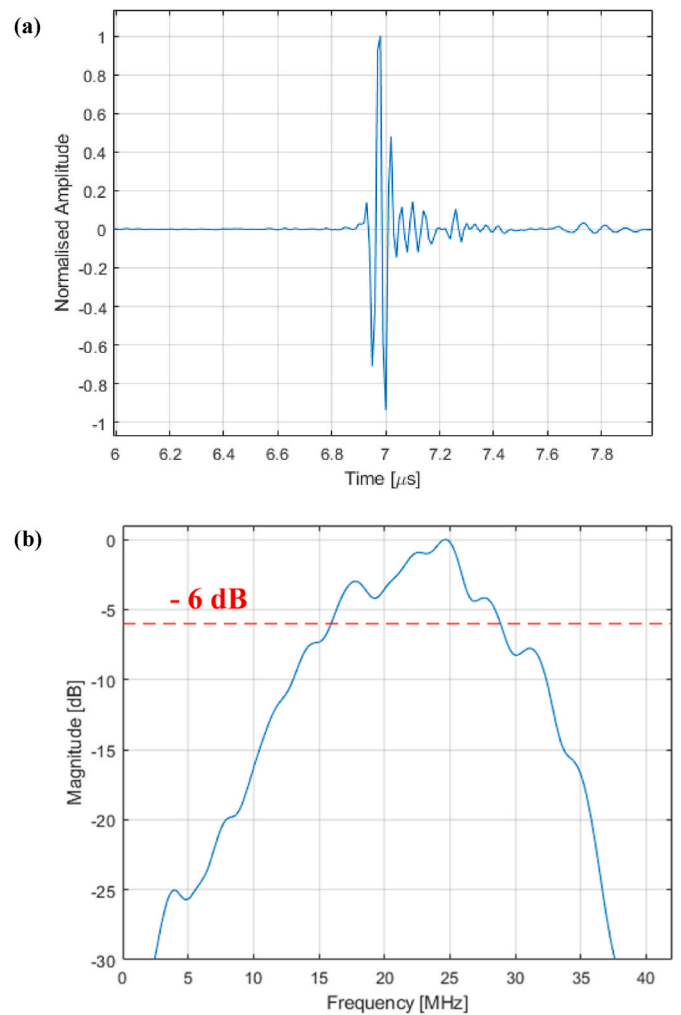 (a)
1
0.8
0.6
0.4
0.2
0
-0.2
-0.4
-0.6
-0.8
-1
Normalised Amplitude
6 6.2 6.4 6.6 6.8 7 7.2 7.4 7.6 7.8
Time [μs]
(b)
0
-5
-10
-15
-20
-25
-30
Magnitude [dB]
- 6 dB
0 5 10 15 20 25 30 35 40
Frequency [MHz]